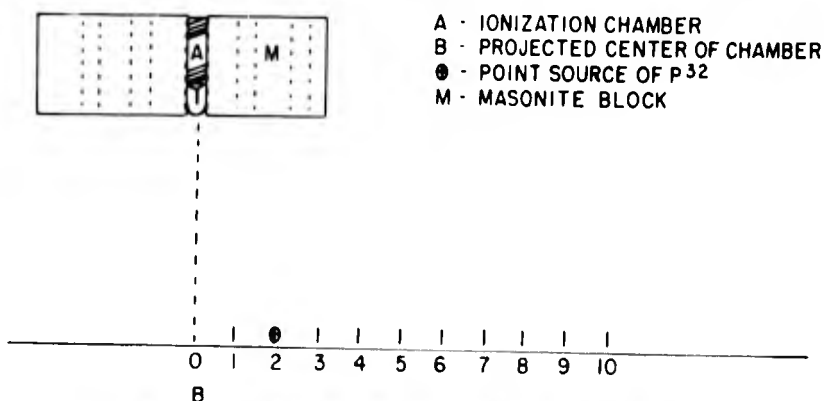 A M
A - IONIZATION CHAMBER
B - PROJECTED CENTER OF CHAMBER
- POINT SOURCE OF P³²
M - MASONITE BLOCK
0 1 2 3 4 5 6 7 8 9 10
B